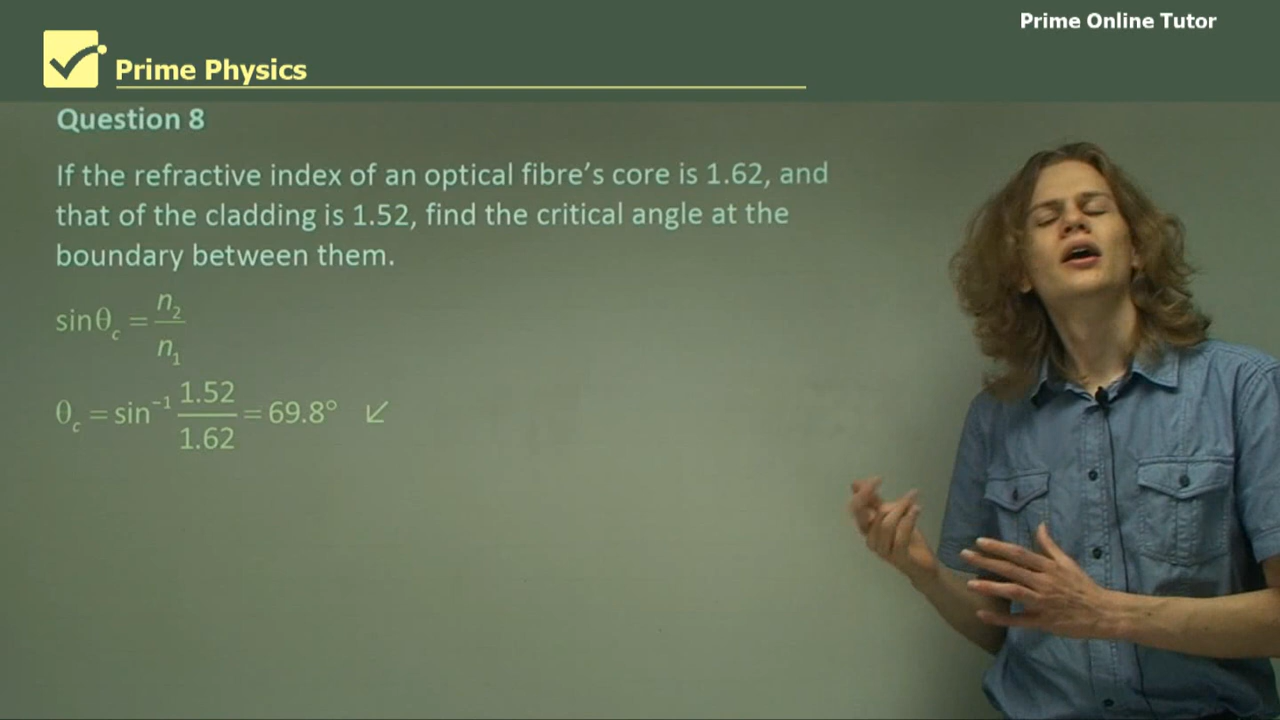 Prime Online Tutor
Prime Physics
Question 8
If the refractive index of an optical fibre’s core is 1.62, and
that of the cladding is 1.52, find the critical angle at the
boundary between them.
sinθc = n2/n1
θc = sin⁻¹ 1.52/1.62 = 69.8° ↙